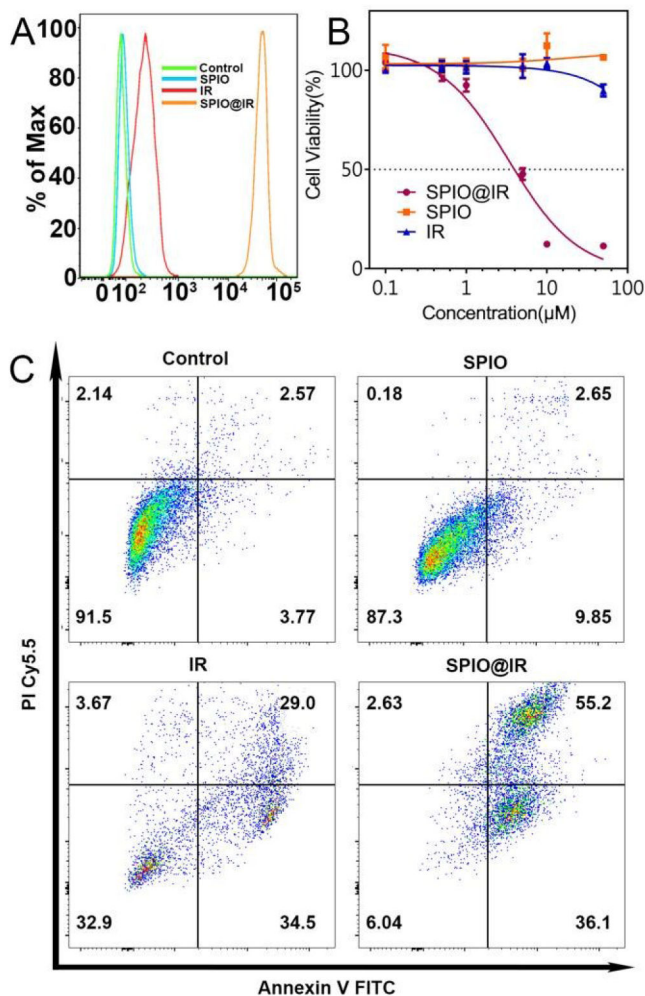 A
% of Max
100
80
60
40
20
0
Control
SPIO
IR
SPIO@IR
0 10² 10³ 10⁴ 10⁵
B
Cell Viability(%)
100
50
0
SPIO@IR
SPIO
IR
0.1 1 10 100
Concentration(μM)
C
PI Cy5.5
Control
2.14 2.57
91.5 3.77
SPIO
0.18 2.65
87.3 9.85
IR
3.67 29.0
32.9 34.5
SPIO@IR
2.63 55.2
6.04 36.1
Annexin V FITC